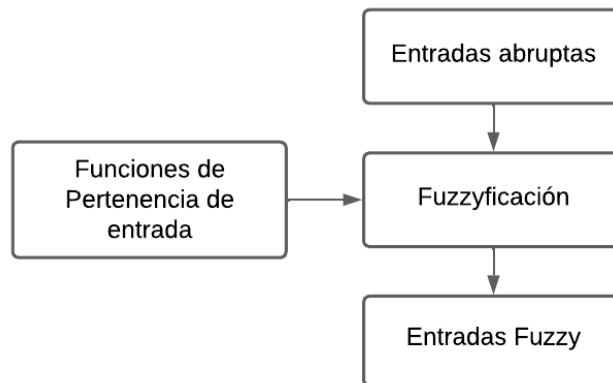 Entradas abruptas
Funciones de
Pertenencia de
entrada
Fuzzyficación
Entradas Fuzzy